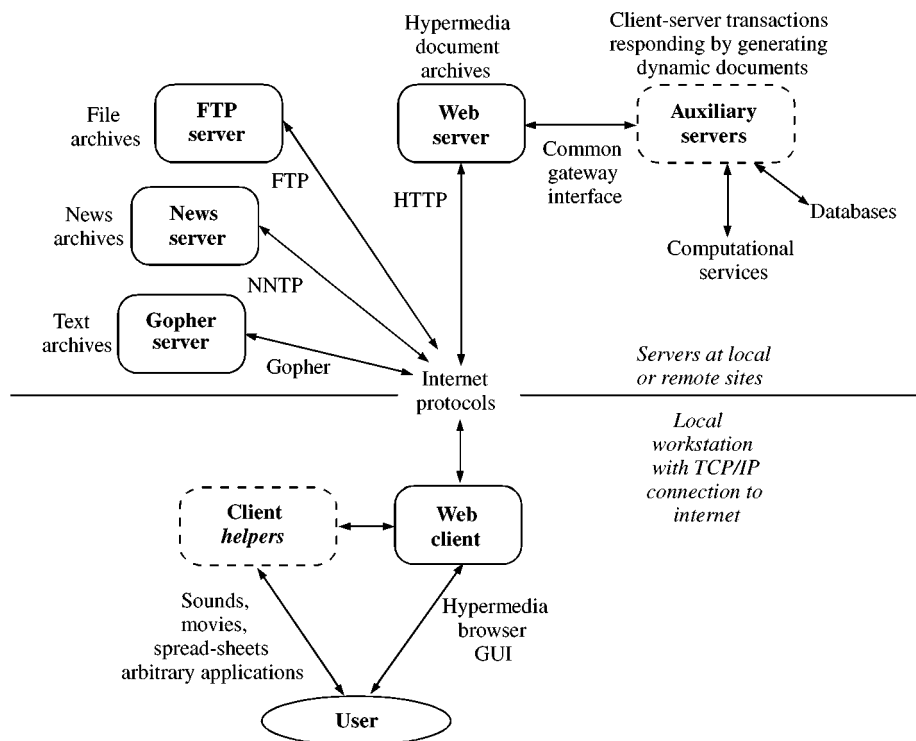 Hypermedia
document
archives
Client-server transactions
responding by generating
dynamic documents
File
archives
FTP
server
Web
server
Auxiliary
servers
FTP
HTTP
Common
gateway
interface
News
archives
News
server
Databases
Computational
services
NNTP
Text
archives
Gopher
server
Gopher
Internet
protocols
Servers at local
or remote sites
Local
workstation
with TCP/IP
connection to
internet
Client
helpers
Web
client
Sounds,
movies,
spread-sheets
arbitrary applications
Hypermedia
browser
GUI
User